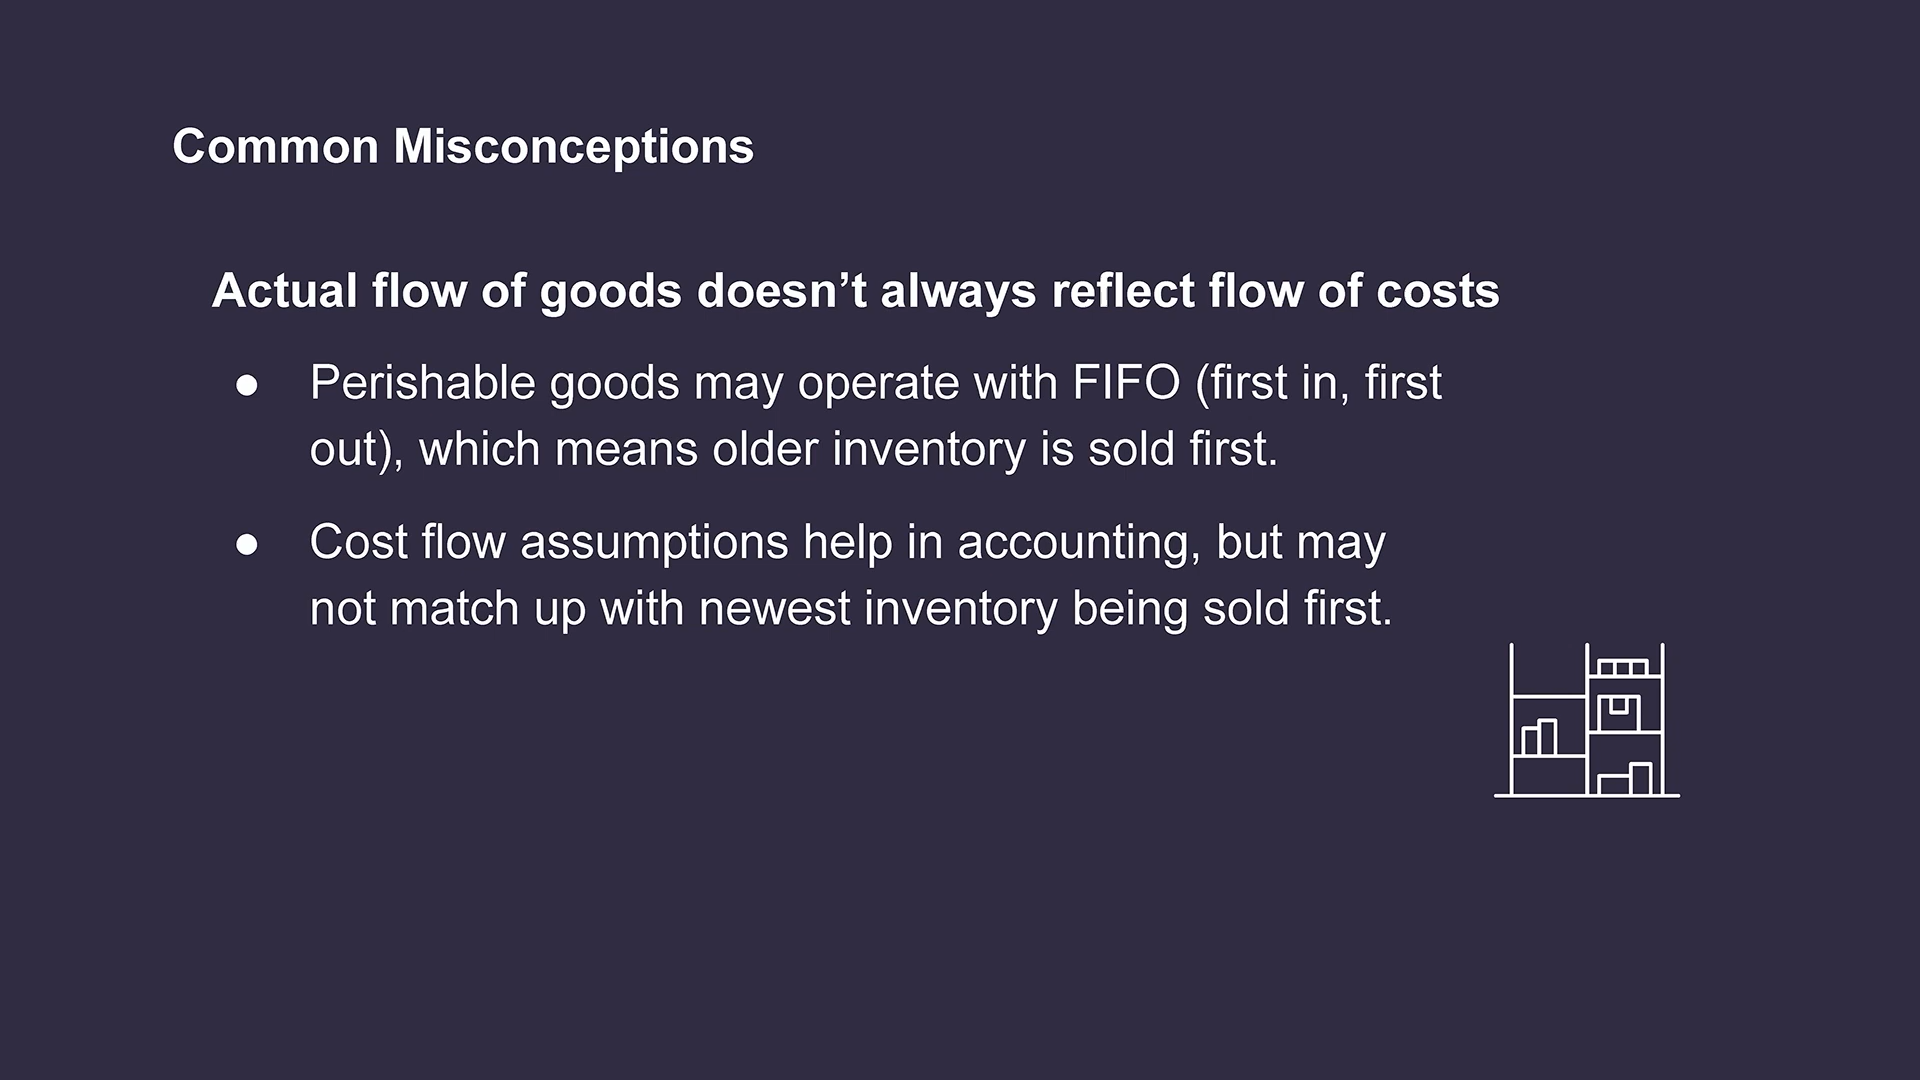 Common Misconceptions
Actual flow of goods doesn’t always reflect flow of costs
● Perishable goods may operate with FIFO (first in, first
out), which means older inventory is sold first.
● Cost flow assumptions help in accounting, but may
not match up with newest inventory being sold first.